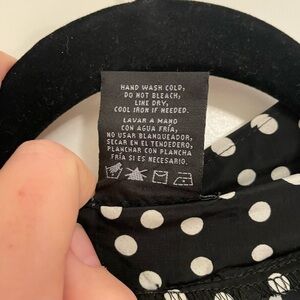 HAND WASH COLD,
DO NOT BLEACH,
LINE DRY,
COOL IRON IF NEEDED.
LAVAR A MANO
CON AGUA FRÍA,
NO USAR BLANQUEADOR,
SECAR EN EL TENDEDERO,
PLANCHAR CON PLANCHA
FRÍA SI ES NECESARIO.